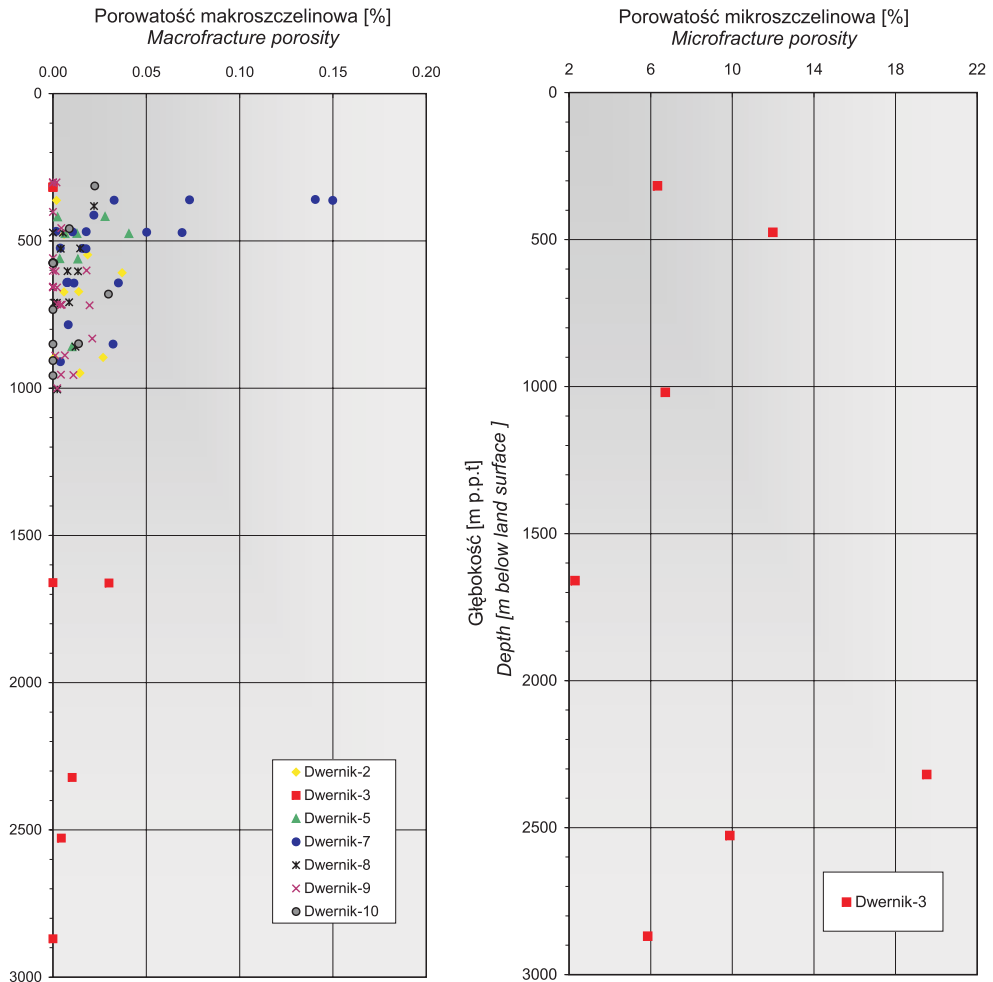 Porowatość makroszczelinowa [%]
Macrofracture porosity
0.00 0.05 0.10 0.15 0.20
0
500
1000
1500
2000
2500
3000
Dwernik-2
Dwernik-3
Dwernik-5
Dwernik-7
Dwernik-8
Dwernik-9
Dwernik-10
Porowatość mikroszczelinowa [%]
Microfracture porosity
2 6 10 14 18 22
Głębokość [m p.p.t]
Depth [m below land surface ]
0
500
1000
1500
2000
2500
3000
Dwernik-3